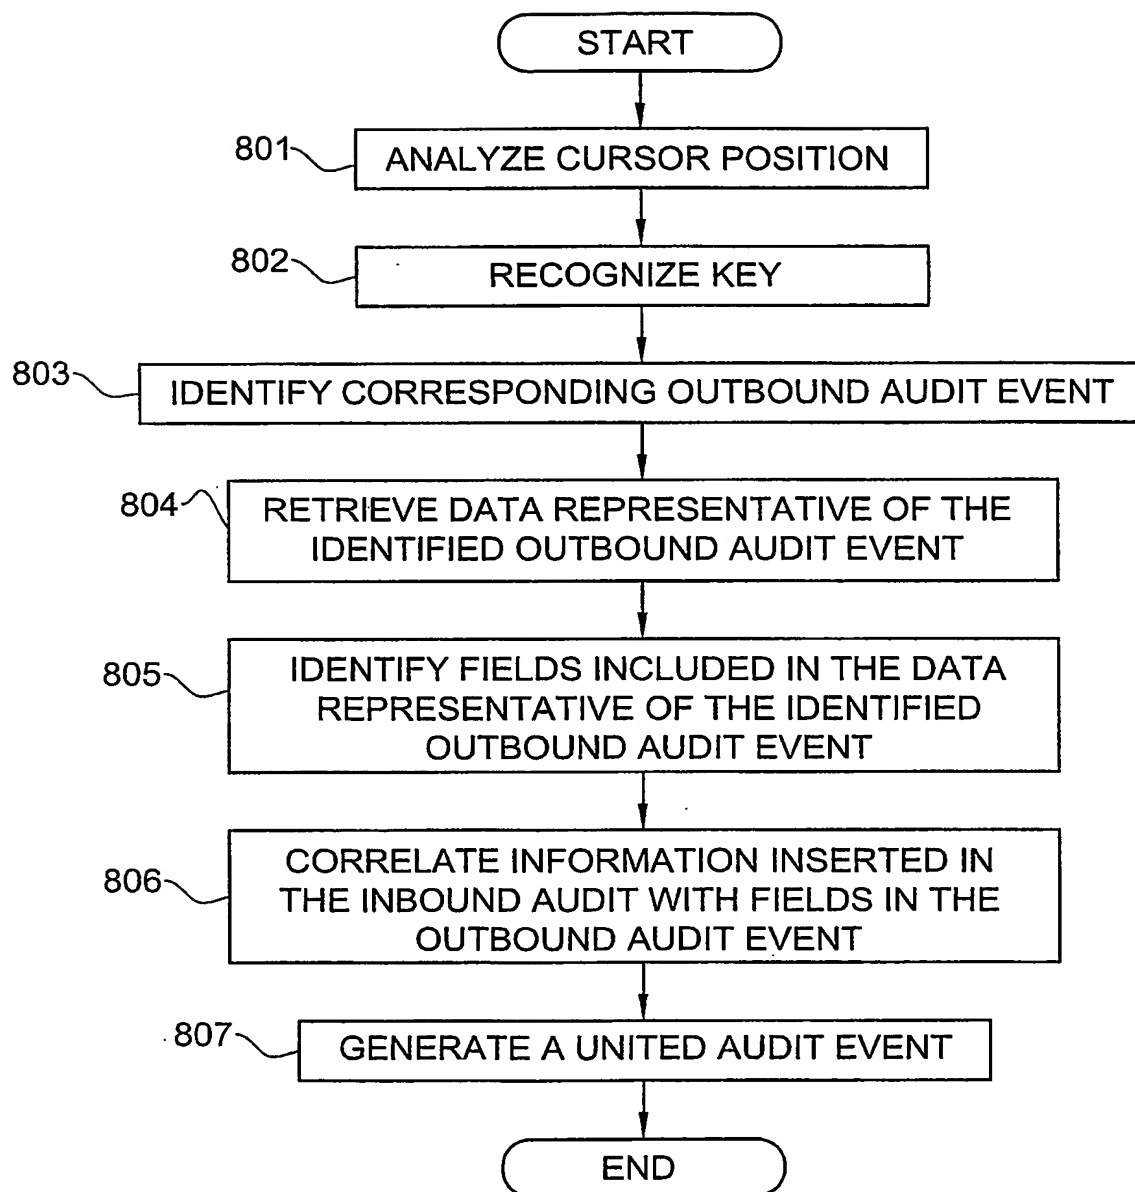 START
801
ANALYZE CURSOR POSITION
802
RECOGNIZE KEY
803
IDENTIFY CORRESPONDING OUTBOUND AUDIT EVENT
804
RETRIEVE DATA REPRESENTATIVE OF THE
IDENTIFIED OUTBOUND AUDIT EVENT
805
IDENTIFY FIELDS INCLUDED IN THE DATA
REPRESENTATIVE OF THE IDENTIFIED
OUTBOUND AUDIT EVENT
806
CORRELATE INFORMATION INSERTED IN
THE INBOUND AUDIT WITH FIELDS IN THE
OUTBOUND AUDIT EVENT
807
GENERATE A UNITED AUDIT EVENT
END